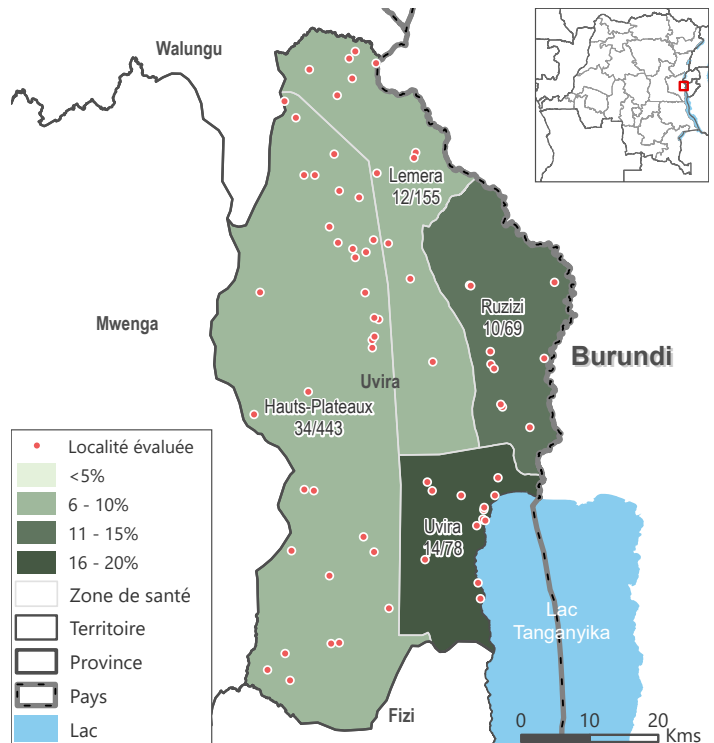 Walungu
Lemera
12/155
Ruzizi
10/69
Mwenga
Burundi
Uvira
Hauts-Plateaux
34/443
Uvira
14/78
Lac
Tanganyika
Fizi
Localité évaluée
<5%
6 - 10%
11 - 15%
16 - 20%
Zone de santé
Territoire
Province
Pays
Lac
0 10 20
Kms